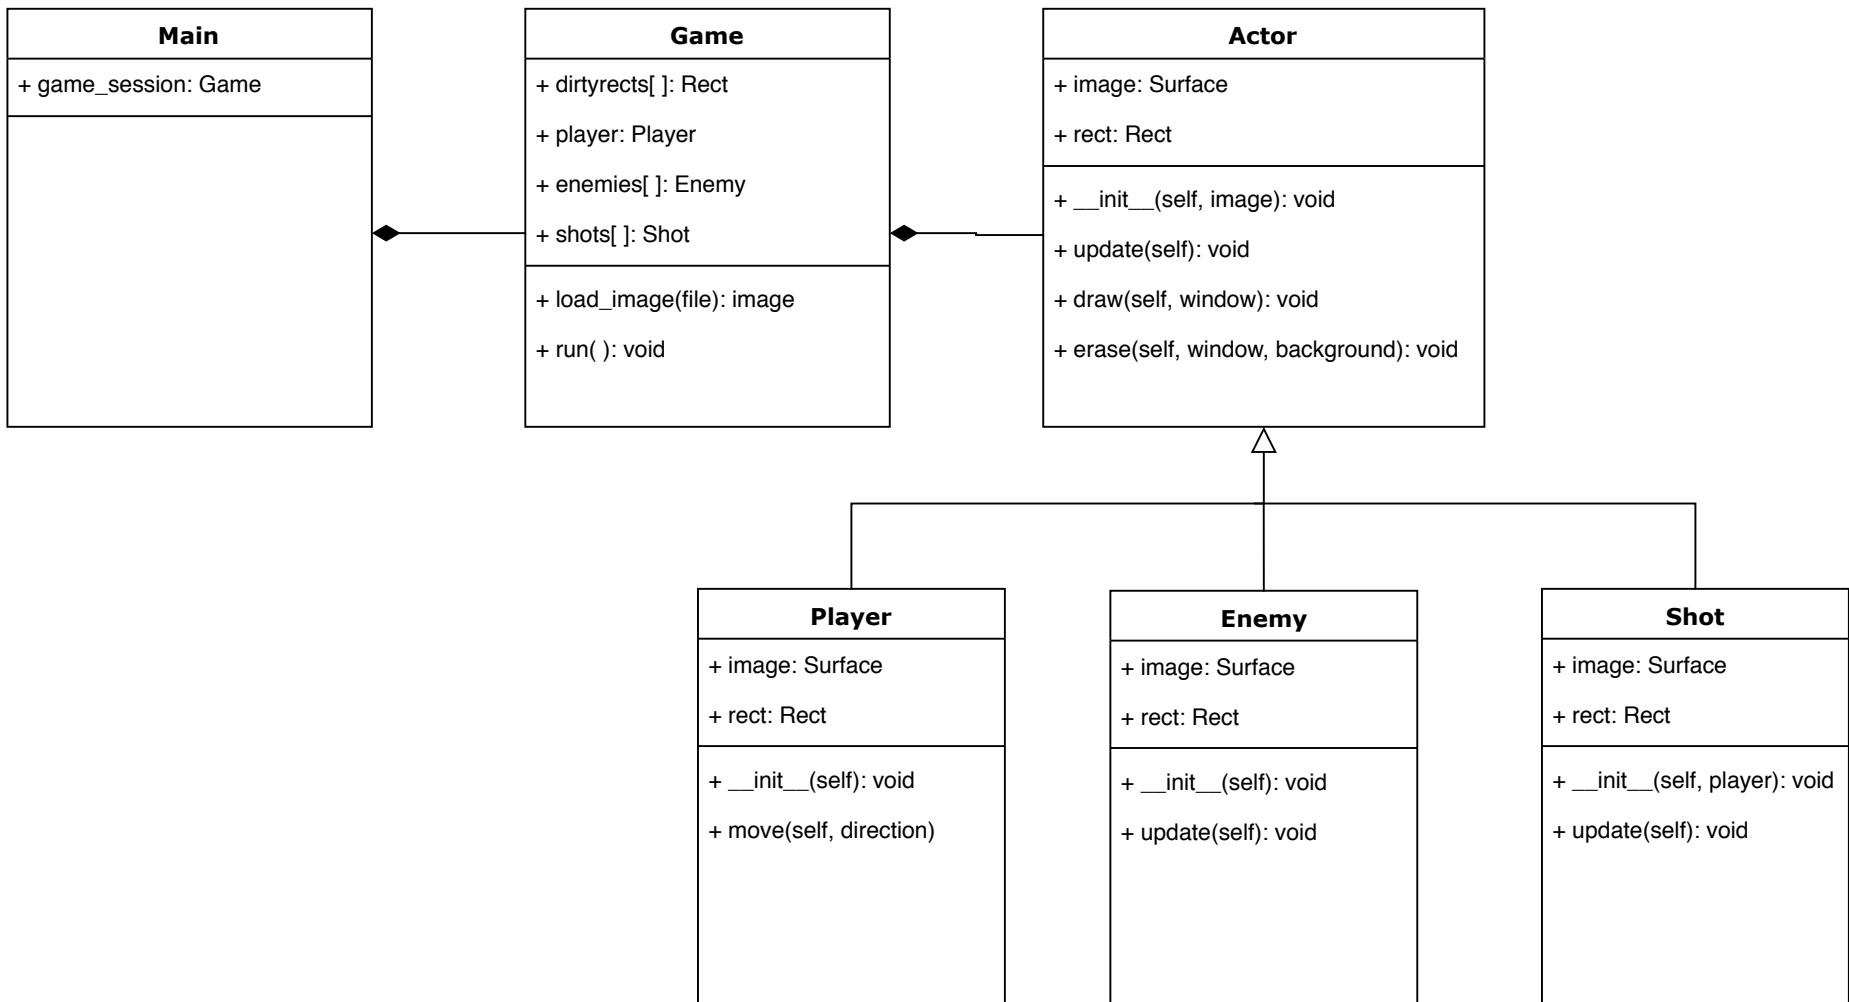 Main
+ game_session: Game
Game
+ dirtyrects[ ]: Rect
+ player: Player
+ enemies[ ]: Enemy
+ shots[ ]: Shot
+ load_image(file): image
+ run( ): void
Actor
+ image: Surface
+ rect: Rect
+ __init__(self, image): void
+ update(self): void
+ draw(self, window): void
+ erase(self, window, background): void
Player
+ image: Surface
+ rect: Rect
+ __init__(self): void
+ move(self, direction)
Enemy
+ image: Surface
+ rect: Rect
+ __init__(self): void
+ update(self): void
Shot
+ image: Surface
+ rect: Rect
+ __init__(self, player): void
+ update(self): void